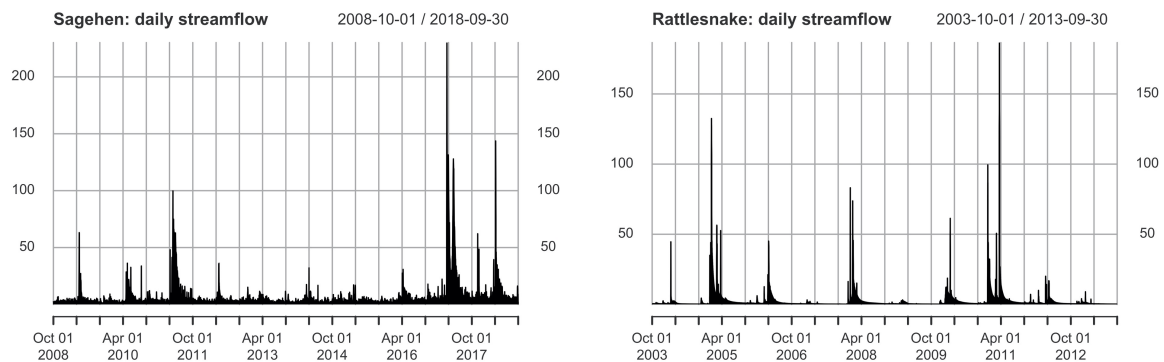 Sagehen: daily streamflow 2008-10-01 / 2018-09-30
200 200
150 150
100 100
50 50
Oct 01 Apr 01 Oct 01 Apr 01 Oct 01 Apr 01 Oct 01
2008 2010 2011 2013 2014 2016 2017
Rattlesnake: daily streamflow 2003-10-01 / 2013-09-30
150 150
100 100
50 50
Oct 01 Apr 01 Oct 01 Apr 01 Oct 01 Apr 01 Oct 01
2003 2005 2006 2008 2009 2011 2012